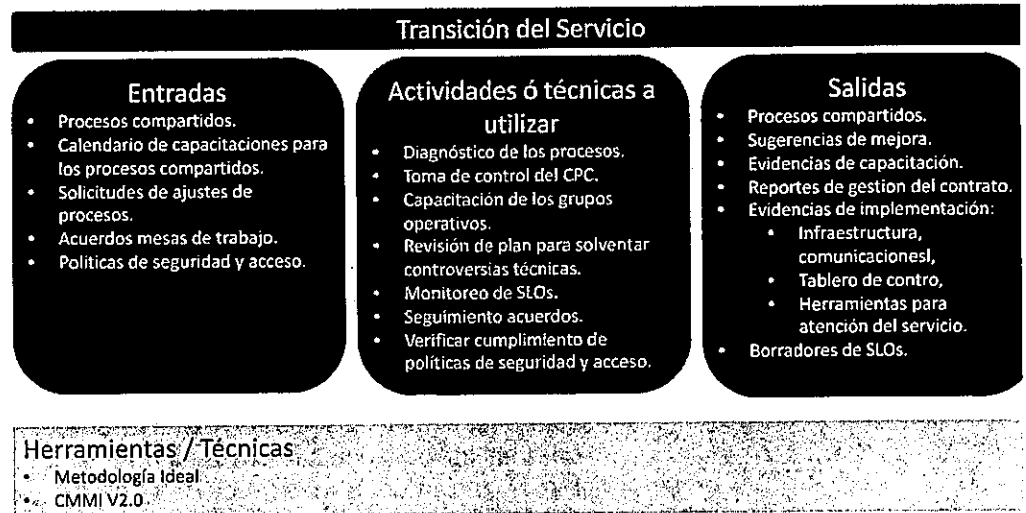 Transición del Servicio
Entradas
• Procesos compartidos.
• Calendario de capacitaciones para
los procesos compartidos.
• Solicitudes de ajustes de
procesos.
• Acuerdos mesas de trabajo.
• Politicas de seguridad y acceso.
Actividades ó técnicas a
utilizar
• Diagnóstico de los procesos.
• Toma de control del CPC.
• Capacitación de los grupos
operativos.
• Revisión de plan para solventar
controversias técnicas.
• Monitoreo de SLOs.
• Seguimiento acuerdos.
• Verificar cumplimiento de
políticas de seguridad y acceso.
Salidas
• Procesos compartidos.
• Sugerencias de mejora.
• Evidencias de capacitación.
• Reportes de gestion del contrato.
• Evidencias de implementación:
• Infraestructura,
comunicacionesl,
• Tablero de contro,
• Herramientas para
atención del servicio.
• Borradores de SLOs.
Herramientas / Técnicas
• Metodología Ideal
• CMMI V2.0